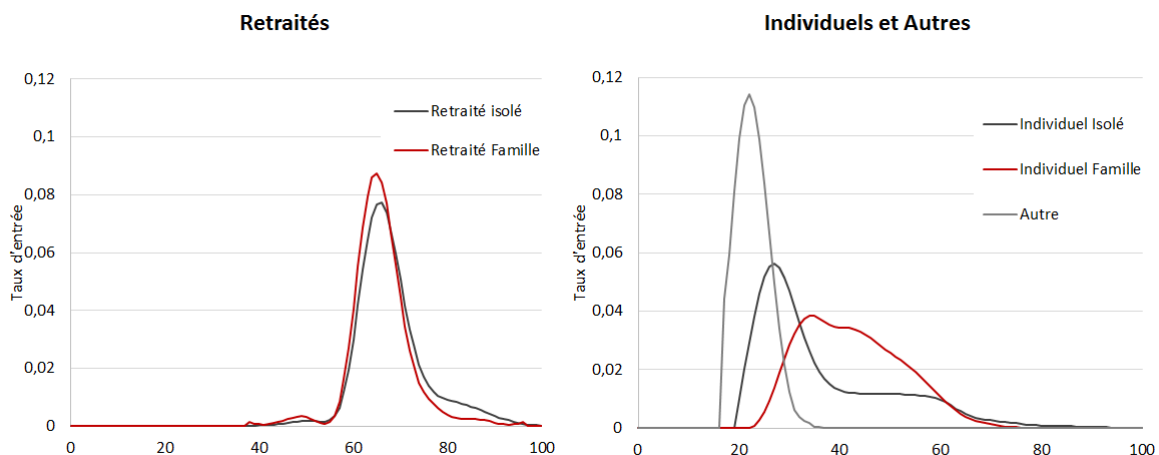 Retraités
0,12
0,1
0,08
0,06
0,04
0,02
0
Taux d'entrée
Retraité isolé
Retraité Famille
0 20 40 60 80 100
Individuels et Autres
0,12
0,1
0,08
0,06
0,04
0,02
0
Taux d'entrée
Individuel Isolé
Individuel Famille
Autre
0 20 40 60 80 100